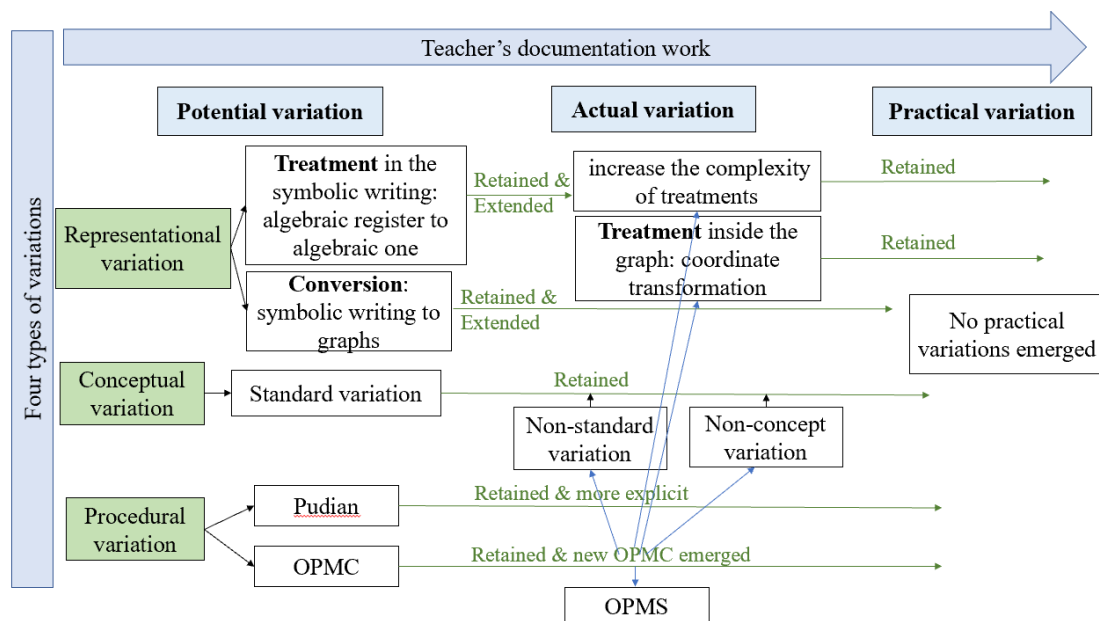 Teacher's documentation work
Four types of variations
Potential variation
Actual variation
Practical variation
Treatment in the
symbolic writing:
algebraic register to
algebraic one
Retained &
Extended
increase the complexity
of treatments
Retained
Representational
variation
Treatment inside the
graph: coordinate
transformation
Retained
Conversion:
symbolic writing to
graphs
Retained &
Extended
No practical
variations emerged
Conceptual
variation
Standard variation
Retained
Non-standard
variation
Non-concept
variation
Procedural
variation
Pudian
Retained & more explicit
OPMC
Retained & new OPMC emerged
OPMS